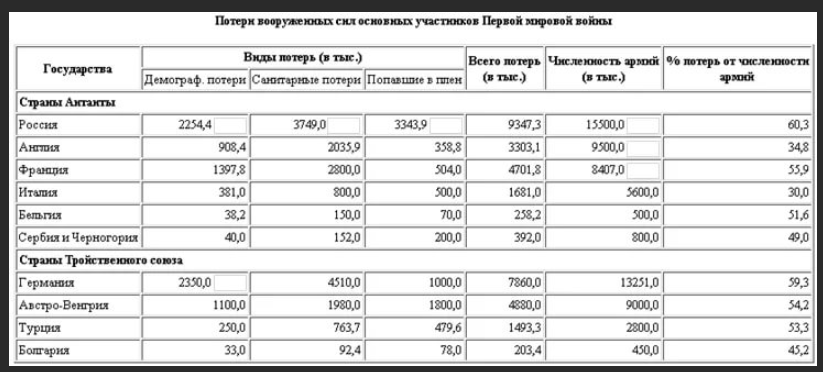 Потери вооруженных сил основных участников Первой мировой войны
Государства Виды потерь (в тыс.) Всего потерь (в тыс.) Численность армий (в тыс.) % потерь от численности армий
Демограф. потери Санитарные потери Попавшие в плен
Страны Антанты
Россия 2254,4 3749,0 3343,9 9347,3 15500,0 60,3
Англия 908,4 2035,9 358,8 3303,1 9500,0 34,8
Франция 1397,8 2800,0 504,0 4701,8 8407,0 55,9
Италия 381,0 800,0 500,0 1681,0 5600,0 30,0
Бельгия 38,2 150,0 70,0 258,2 500,0 51,6
Сербия и Черногория 40,0 152,0 200,0 392,0 800,0 49,0
Страны Тройственного союза
Германия 2350,0 4510,0 1000,0 7860,0 13251,0 59,3
Австро-Венгрия 1100,0 1980,0 1800,0 4880,0 9000,0 54,2
Турция 250,0 763,7 479,6 1493,3 2800,0 53,3
Болгария 33,0 92,4 78,0 203,4 450,0 45,2